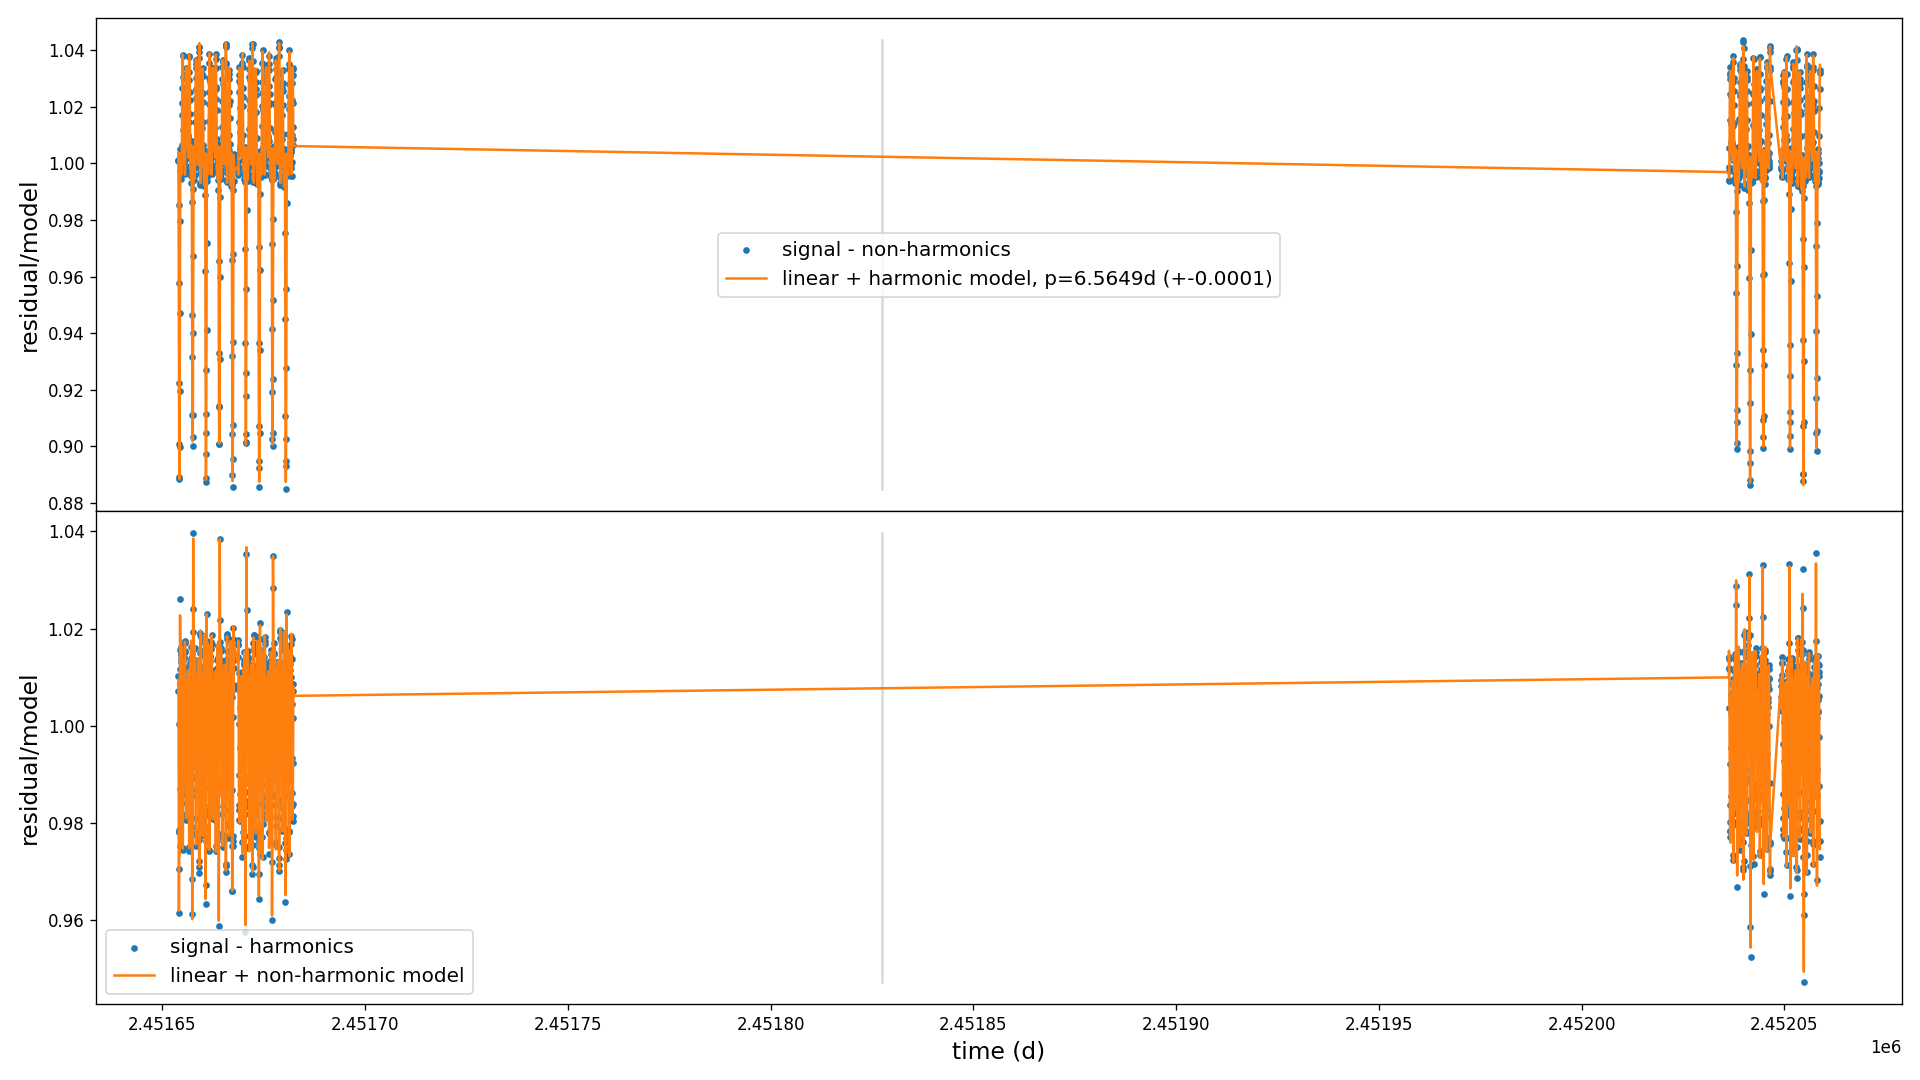 1.04
1.02
1.00
0.98
0.96
0.94
0.92
0.90
0.88
residual/model
signal - non-harmonics
linear + harmonic model, p=6.5649d (+-0.0001)
1.04
1.02
1.00
0.98
0.96
residual/model
signal - harmonics
linear + non-harmonic model
2.45165 2.45170 2.45175 2.45180 2.45185 2.45190 2.45195 2.45200 2.45205
1e6
time (d)